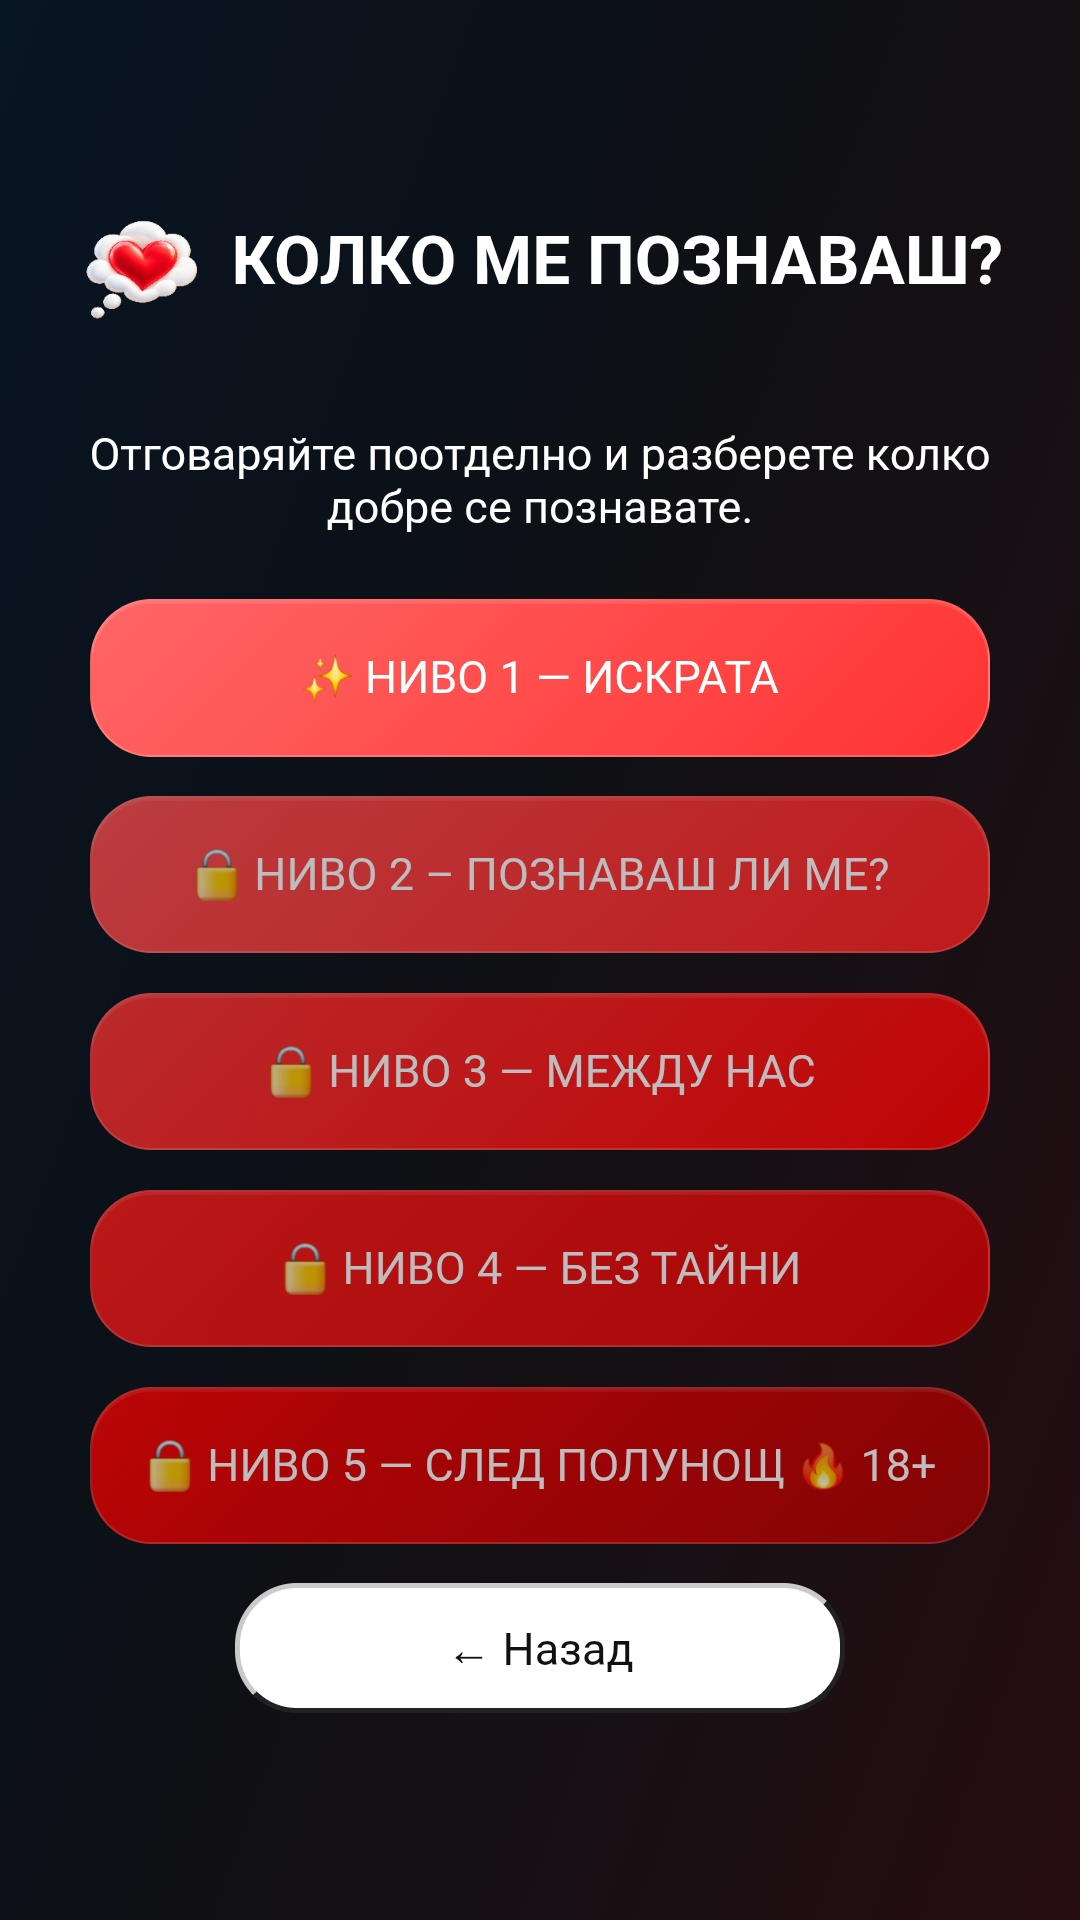 КОЛКО МЕ ПОЗНАВАШ?
Отговаряйте поотделно и разберете колко
добре се познавате.
✨ НИВО 1 — ИСКРАТА
🔒 НИВО 2 – ПОЗНАВАШ ЛИ МЕ?
🔒 НИВО 3 — МЕЖДУ НАС
🔒 НИВО 4 — БЕЗ ТАЙНИ
🔒 НИВО 5 — СЛЕД ПОЛУНОЩ 🔥 18+
← Назад